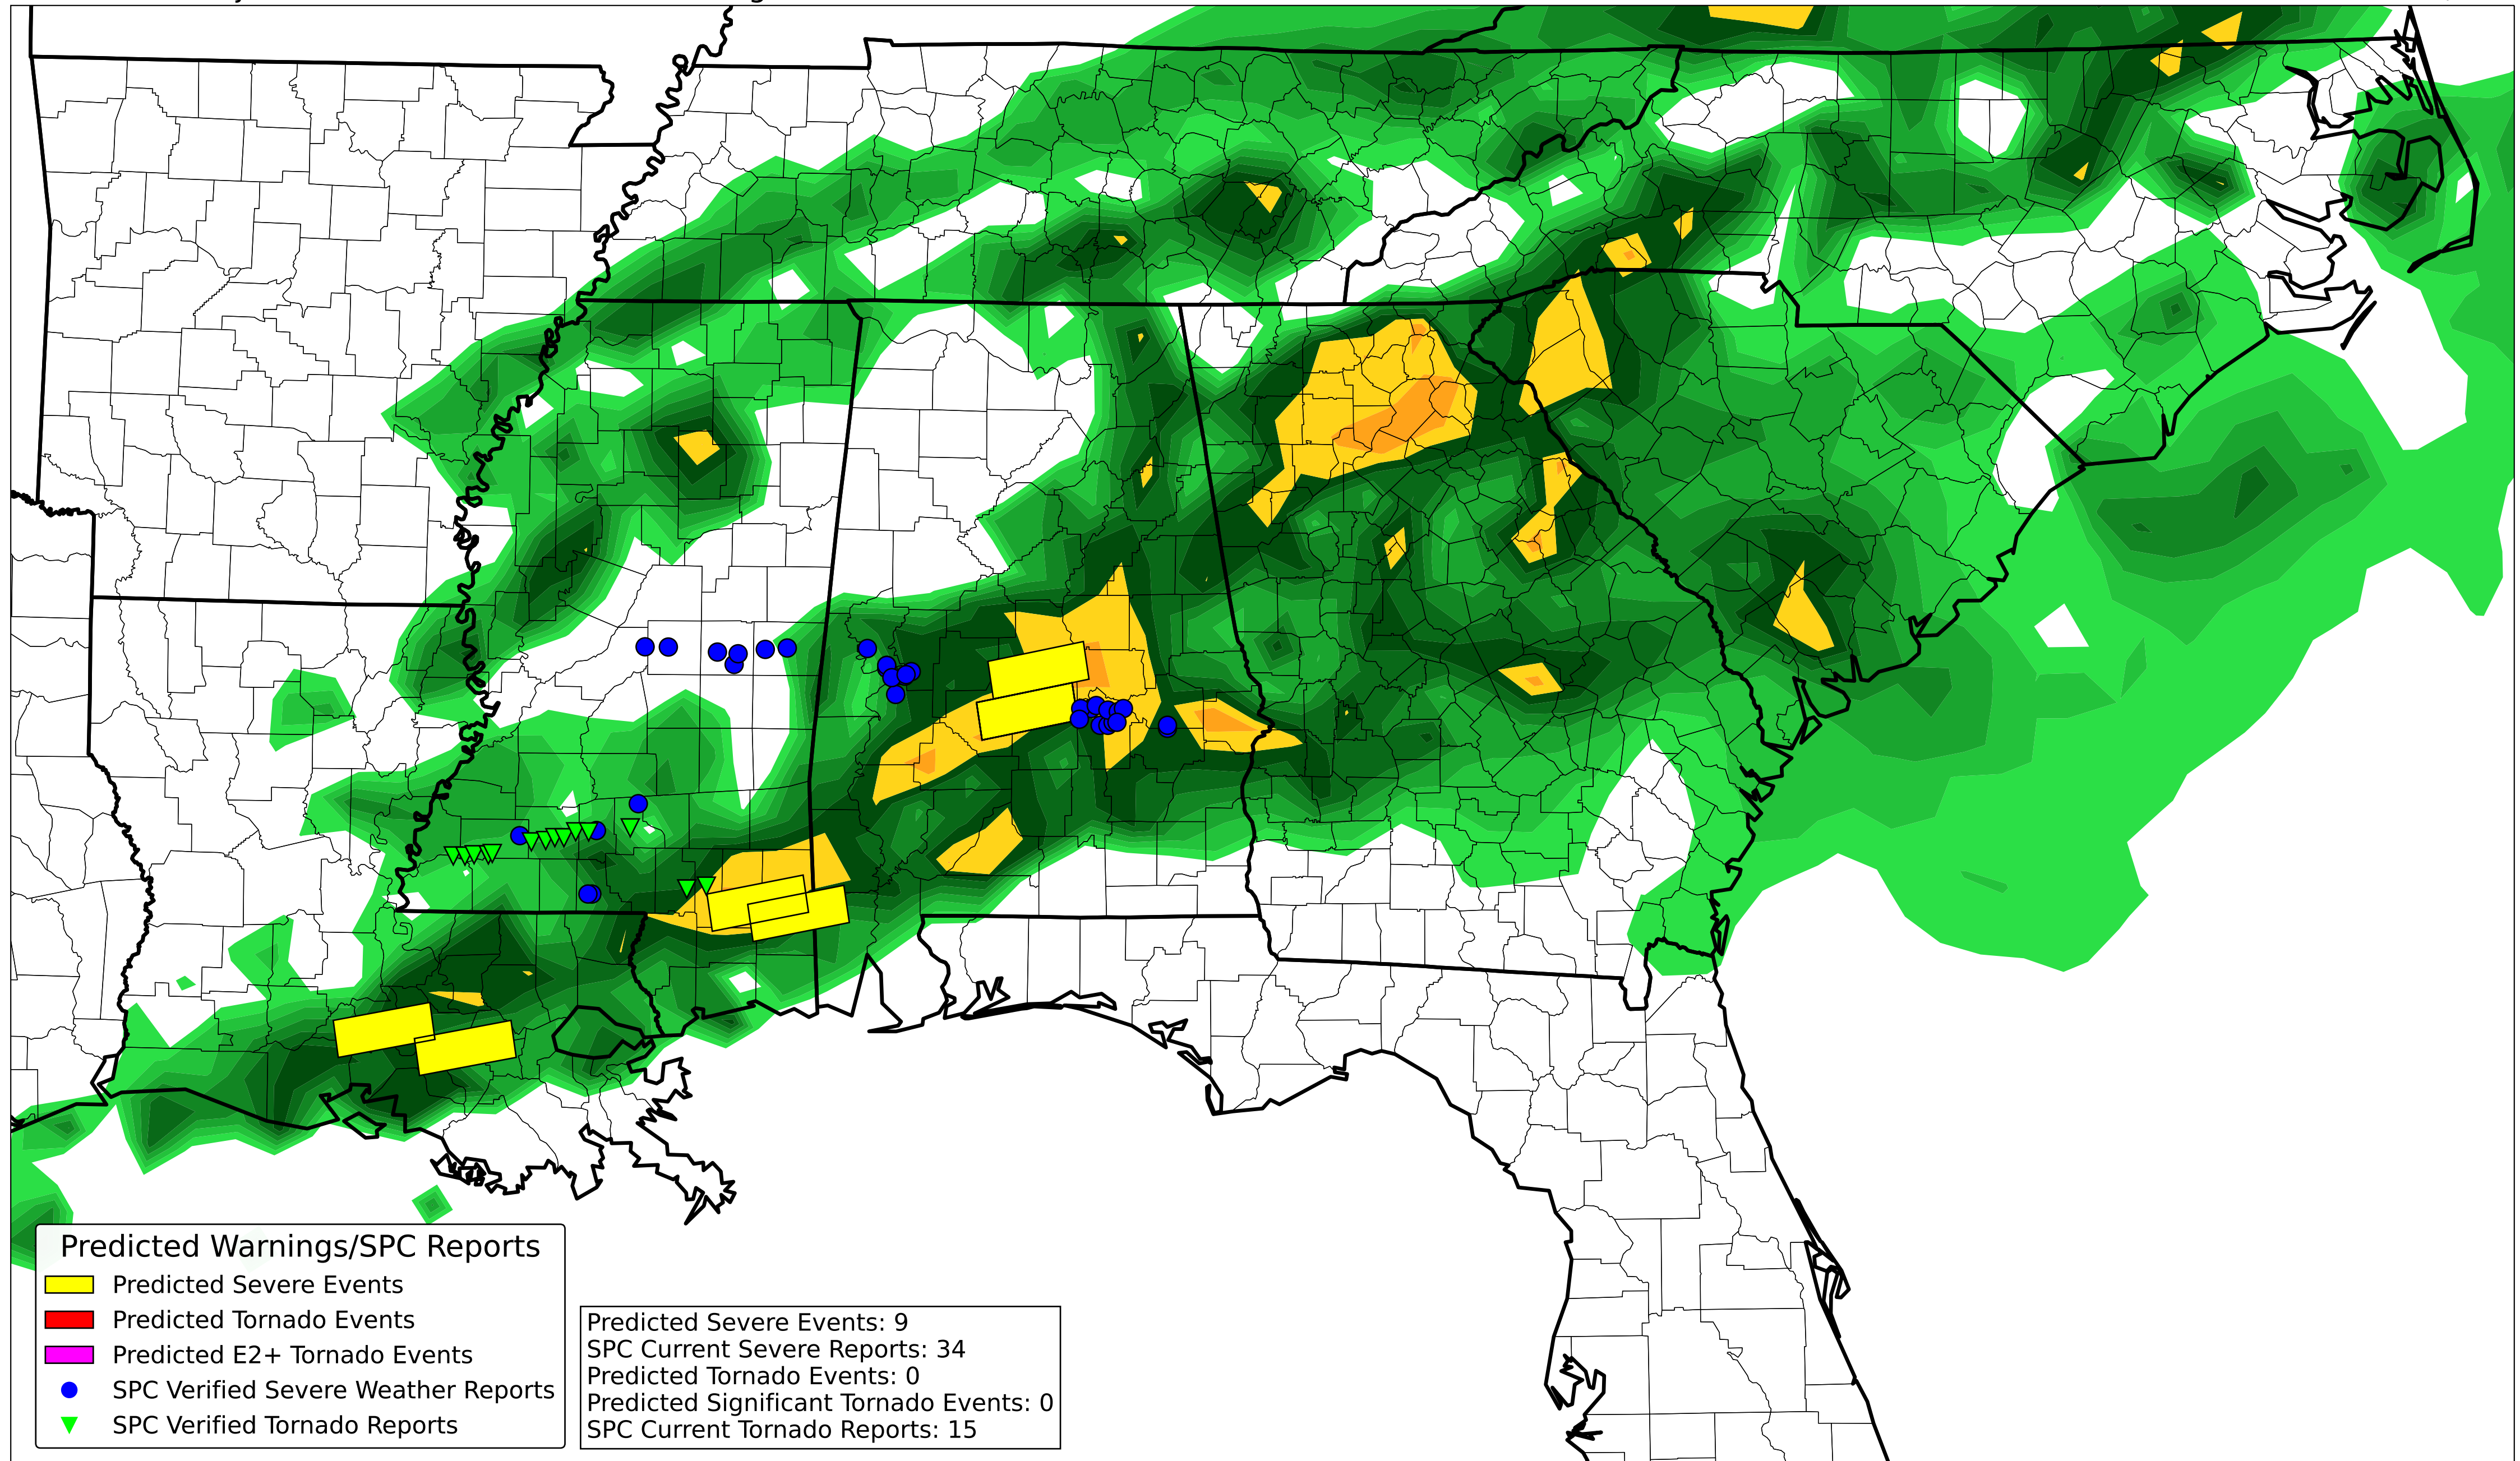 Predicted Warnings/SPC Reports
Predicted Severe Events
Predicted Tornado Events
Predicted E2+ Tornado Events
SPC Verified Severe Weather Reports
SPC Verified Tornado Reports
Predicted Severe Events: 9
SPC Current Severe Reports: 34
Predicted Tornado Events: 0
Predicted Significant Tornado Events: 0
SPC Current Tornado Reports: 15